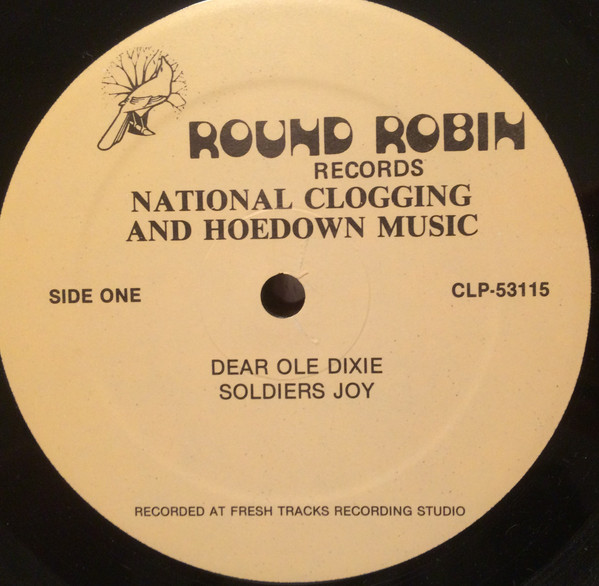 ROUND ROBIN
RECORDS
NATIONAL CLOGGING
AND HOEDOWN MUSIC
SIDE ONE
CLP-53115
DEAR OLE DIXIE
SOLDIERS JOY
RECORDED AT FRESH TRACKS RECORDING STUDIO